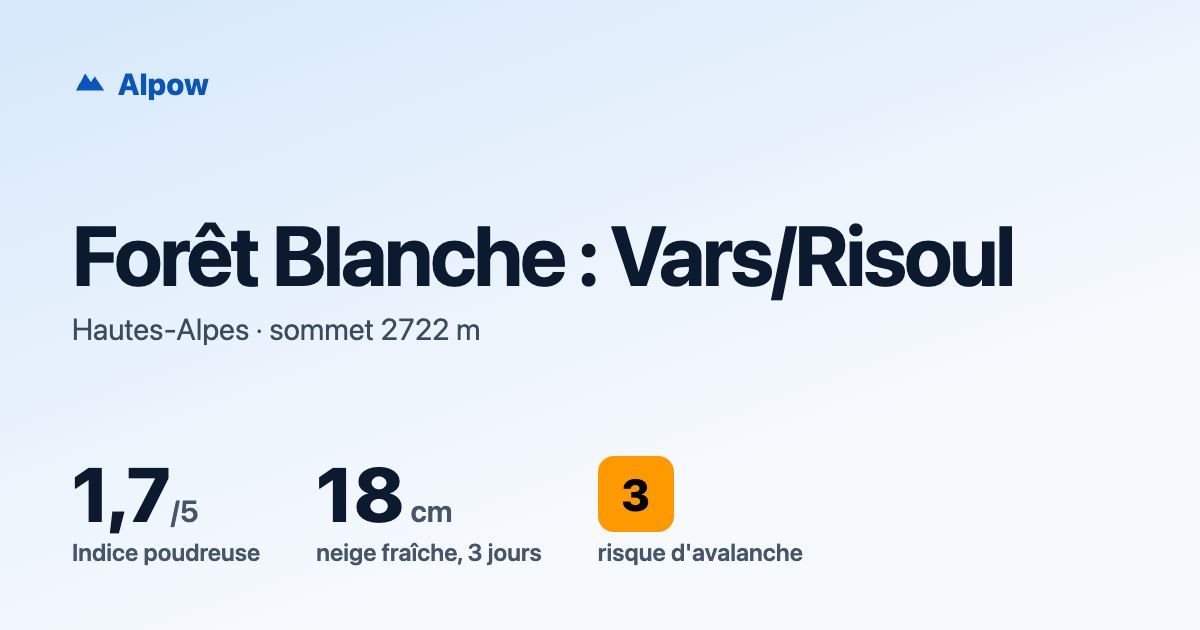 Alpow
Forêt Blanche : Vars/Risoul
Hautes-Alpes · sommet 2722 m
1,7/5 18 cm 3
Indice poudreuse neige fraîche, 3 jours risque d'avalanche